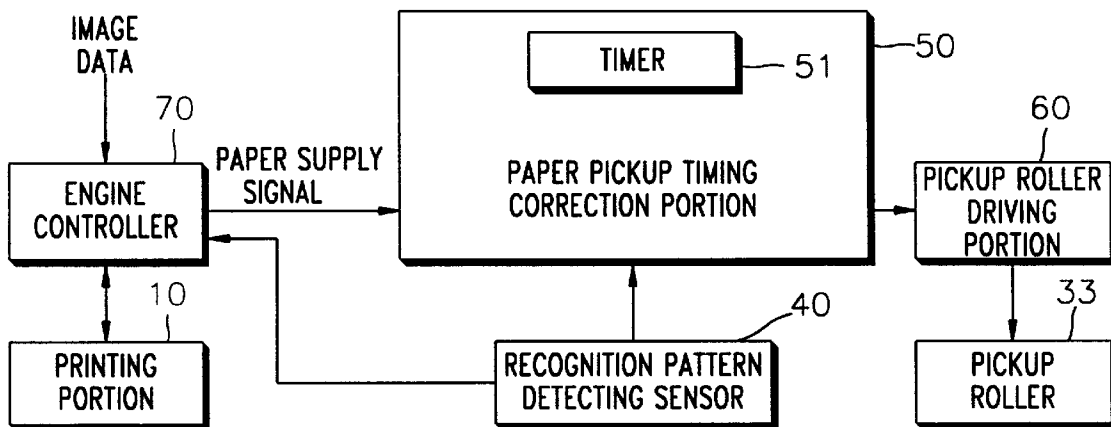 IMAGE
DATA
70
ENGINE
CONTROLLER
PAPER SUPPLY
SIGNAL
10
PRINTING
PORTION
TIMER
51
50
PAPER PICKUP TIMING
CORRECTION PORTION
40
RECOGNITION PATTERN
DETECTING SENSOR
60
PICKUP ROLLER
DRIVING
PORTION
33
PICKUP
ROLLER